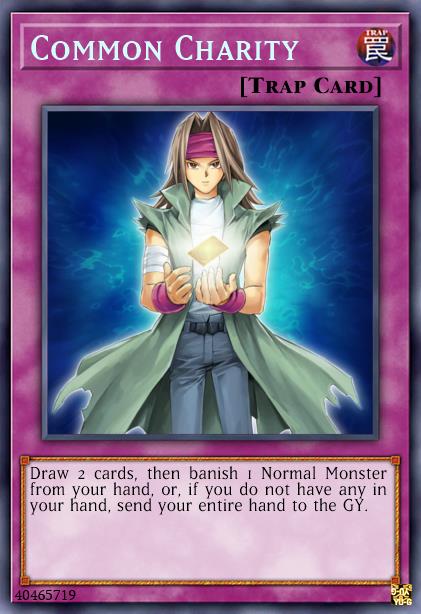 COMMON CHARITY
TRAP
罠
[TRAP CARD]
Draw 2 cards, then banish 1 Normal Monster
from your hand, or, if you do not have any in
your hand, send your entire hand to the GY.
40465719